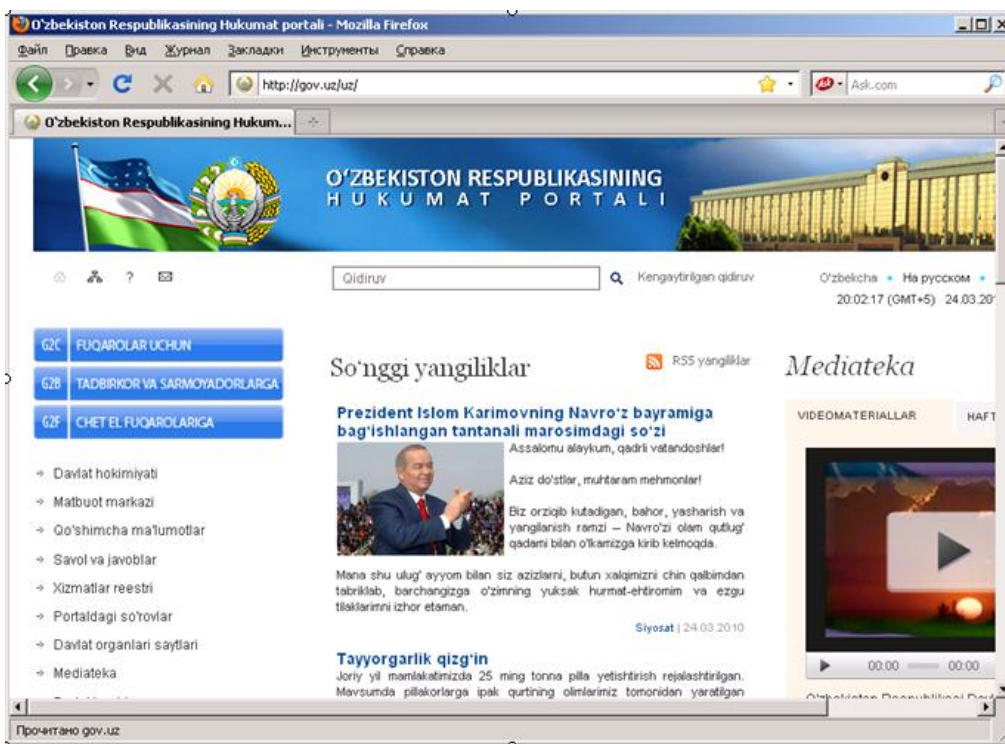 O'zbekiston Respublikasining Hukumat portali - Mozilla Firefox
Файл Правка Вид Журнал Закладки Инструменты Справка
http://gov.uz/uz/
Ask.com
O'zbekiston Respublikasining Hukum...
O'ZBEKISTON RESPUBLIKASINING
HUKUMAT PORTALI
?
Qidiruv
Kengaytirilgan qidiruv
O'zbekcha • На русском •
20:02:17 (GMT+5) 24.03.20
G2C FUQAROLAR UCHUN
G2B TADBIRKOR VA SARMOYADORLARGA
G2F CHET EL FUQAROLARIGA
Davlat hokimiyati
Matbuot markazi
Qo'shimcha ma'lumotlar
Savol va javoblar
Xizmatlar reestri
Portaldagi so'rovlar
Davlat organlari saytlari
Mediateka
So'nggi yangiliklar
RSS yangiliklar
Prezident Islom Karimovning Navro'z bayramiga
bag'ishlangan tantanali marosimdagi so'zi
Assalomu alaykum, qadrli vatandoshlar!
Aziz do'stlar, muhtaram mehmonlar!
Biz orziqib kutadigan, bahor, yasharish va
yangilanish ramzi – Navro'zi olam qutlug'
qadami bilan o'lkamizga kirib kelmoqda.
Mana shu ulug' ayyom bilan siz azizlarni, butun xalqimizni chin qalbimdan
tabriklab, barchangizga o'zimning yuksak hurmat-ehtiromim va ezgu
tilaklarimni izhor etaman.
Siyosat | 24.03.2010
Tayyorgarlik qizg'in
Joriy yil mamlakatimizda 25 ming tonna pilla yetishtirish rejalashtirilgan.
Mavsumda pillakorlarga ipak qurtining olimlarimiz tomonidan yaratilgan
Mediateka
VIDEOMATERIALLAR
HAFT
00:00 00:00
Прочитано gov.uz